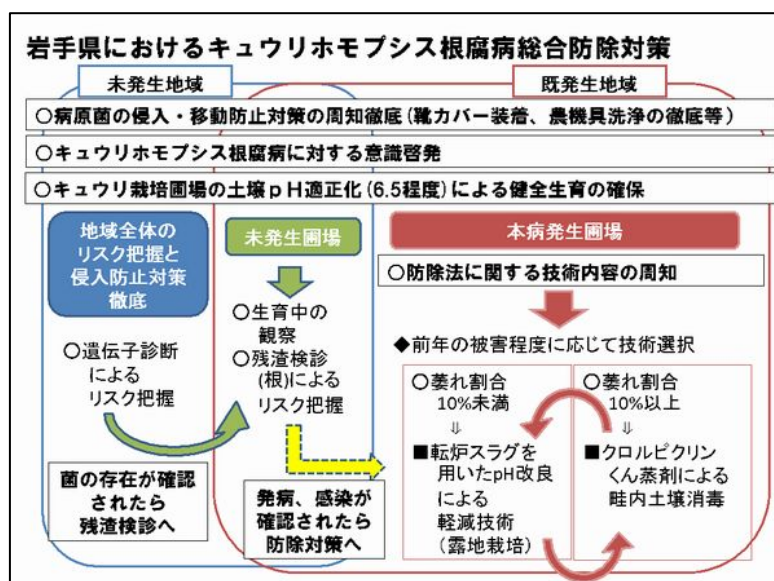 岩手県におけるキュウリホモプシス根腐病総合防除対策
未発生地域
既発生地域
○病原菌の侵入・移動防止対策の周知徹底(靴カバー装着、農機具洗浄の徹底等)
○キュウリホモプシス根腐病に対する意識啓発
○キュウリ栽培圃場の土壌pH適正化(6.5程度)による健全生育の確保
地域全体の
リスク把握と
侵入防止対策
徹底
○遺伝子診断
による
リスク把握
菌の存在が確認
されたら
残渣検診へ
未発生圃場
○生育中の
観察
○残渣検診
(根)による
リスク把握
発病、感染が
確認されたら
防除対策へ
本病発生圃場
○防除法に関する技術内容の周知
◆前年の被害程度に応じて技術選択
○萎れ割合
10%未満
⇓
■転炉スラグを
用いたpH改良
による
軽減技術
(露地栽培)
○萎れ割合
10%以上
⇓
■クロルピクリン
くん蒸剤による
畦内土壌消毒